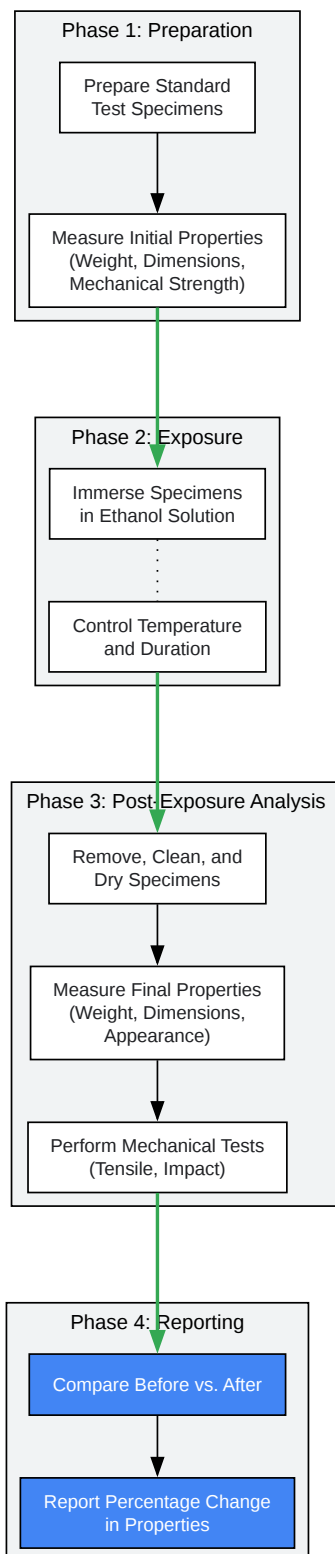 Phase 1: Preparation
Prepare Standard
Test Specimens
Measure Initial Properties
(Weight, Dimensions,
Mechanical Strength)
Phase 2: Exposure
Immerse Specimens
in Ethanol Solution
Control Temperature
and Duration
Phase 3: Post-Exposure Analysis
Remove, Clean, and
Dry Specimens
Measure Final Properties
(Weight, Dimensions,
Appearance)
Perform Mechanical Tests
(Tensile, Impact)
Phase 4: Reporting
Compare Before vs. After
Report Percentage Change
in Properties